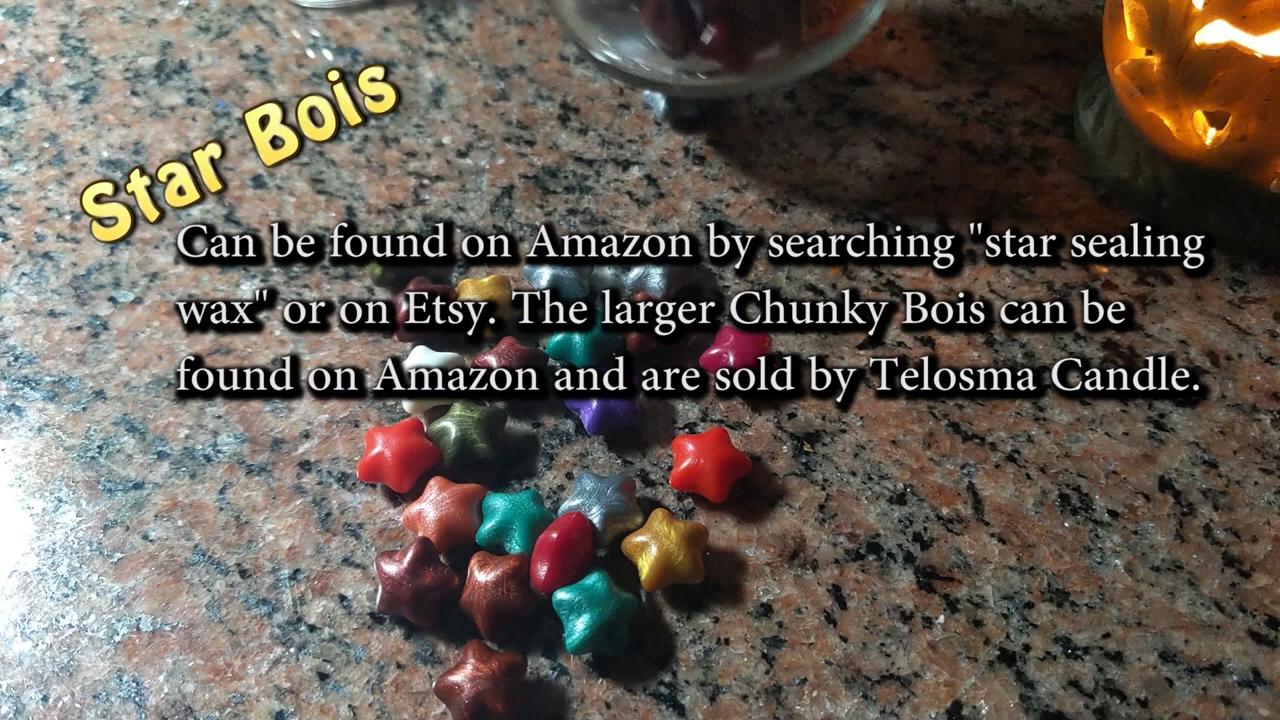 Star Bois
Can be found on Amazon by searching "star sealing
wax" or on Etsy. The larger Chunky Bois can be
found on Amazon and are sold by Telosma Candle.